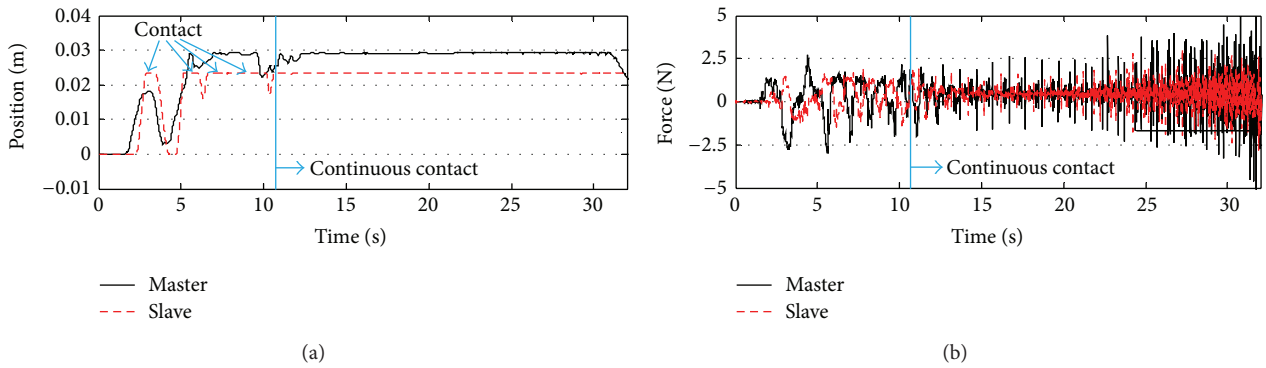 Position (m)
0.04
0.03
0.02
0.01
0
−0.01
Contact
Continuous contact
0 5 10 15 20 25 30
Time (s)
Master
Slave
(a)
Force (N)
5
2.5
0
−2.5
−5
Continuous contact
0 5 10 15 20 25 30
Time (s)
Master
Slave
(b)